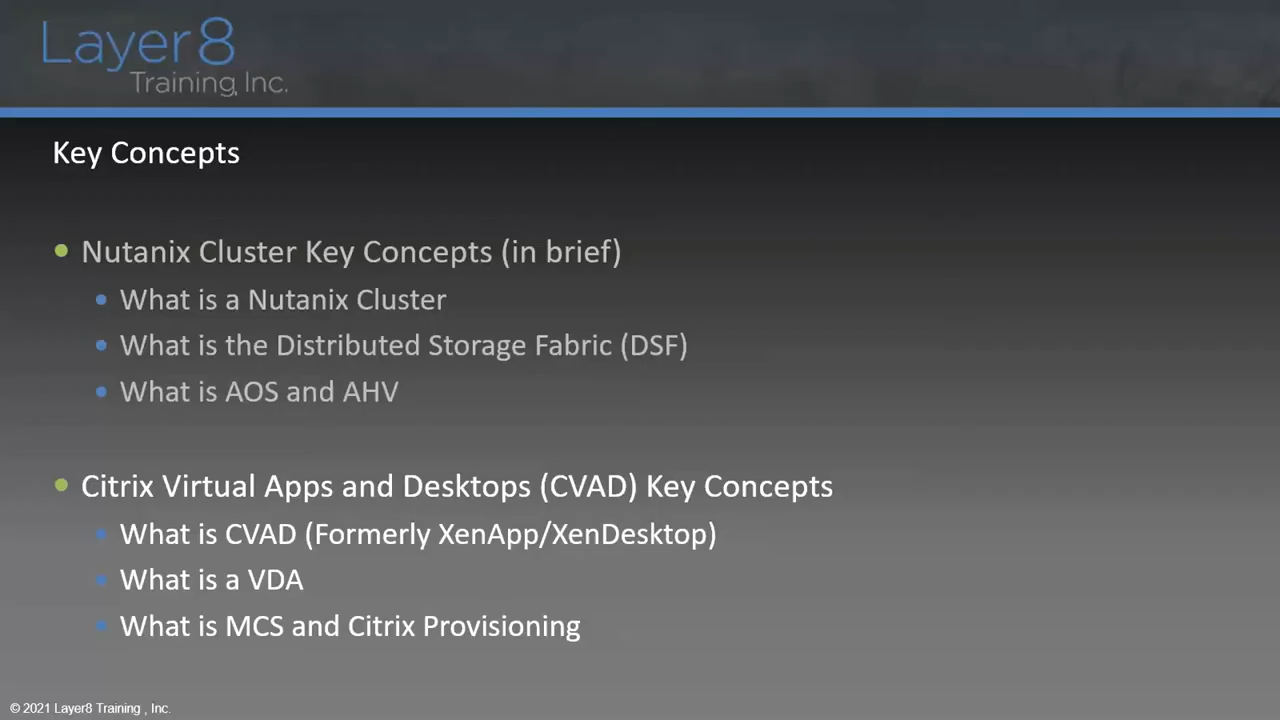 Layer8
Training, Inc.
Key Concepts
Nutanix Cluster Key Concepts (in brief)
What is a Nutanix Cluster
What is the Distributed Storage Fabric (DSF)
What is AOS and AHV
Citrix Virtual Apps and Desktops (CVAD) Key Concepts
What is CVAD (Formerly XenApp/XenDesktop)
What is a VDA
What is MCS and Citrix Provisioning
© 2021 Layer8 Training , Inc.